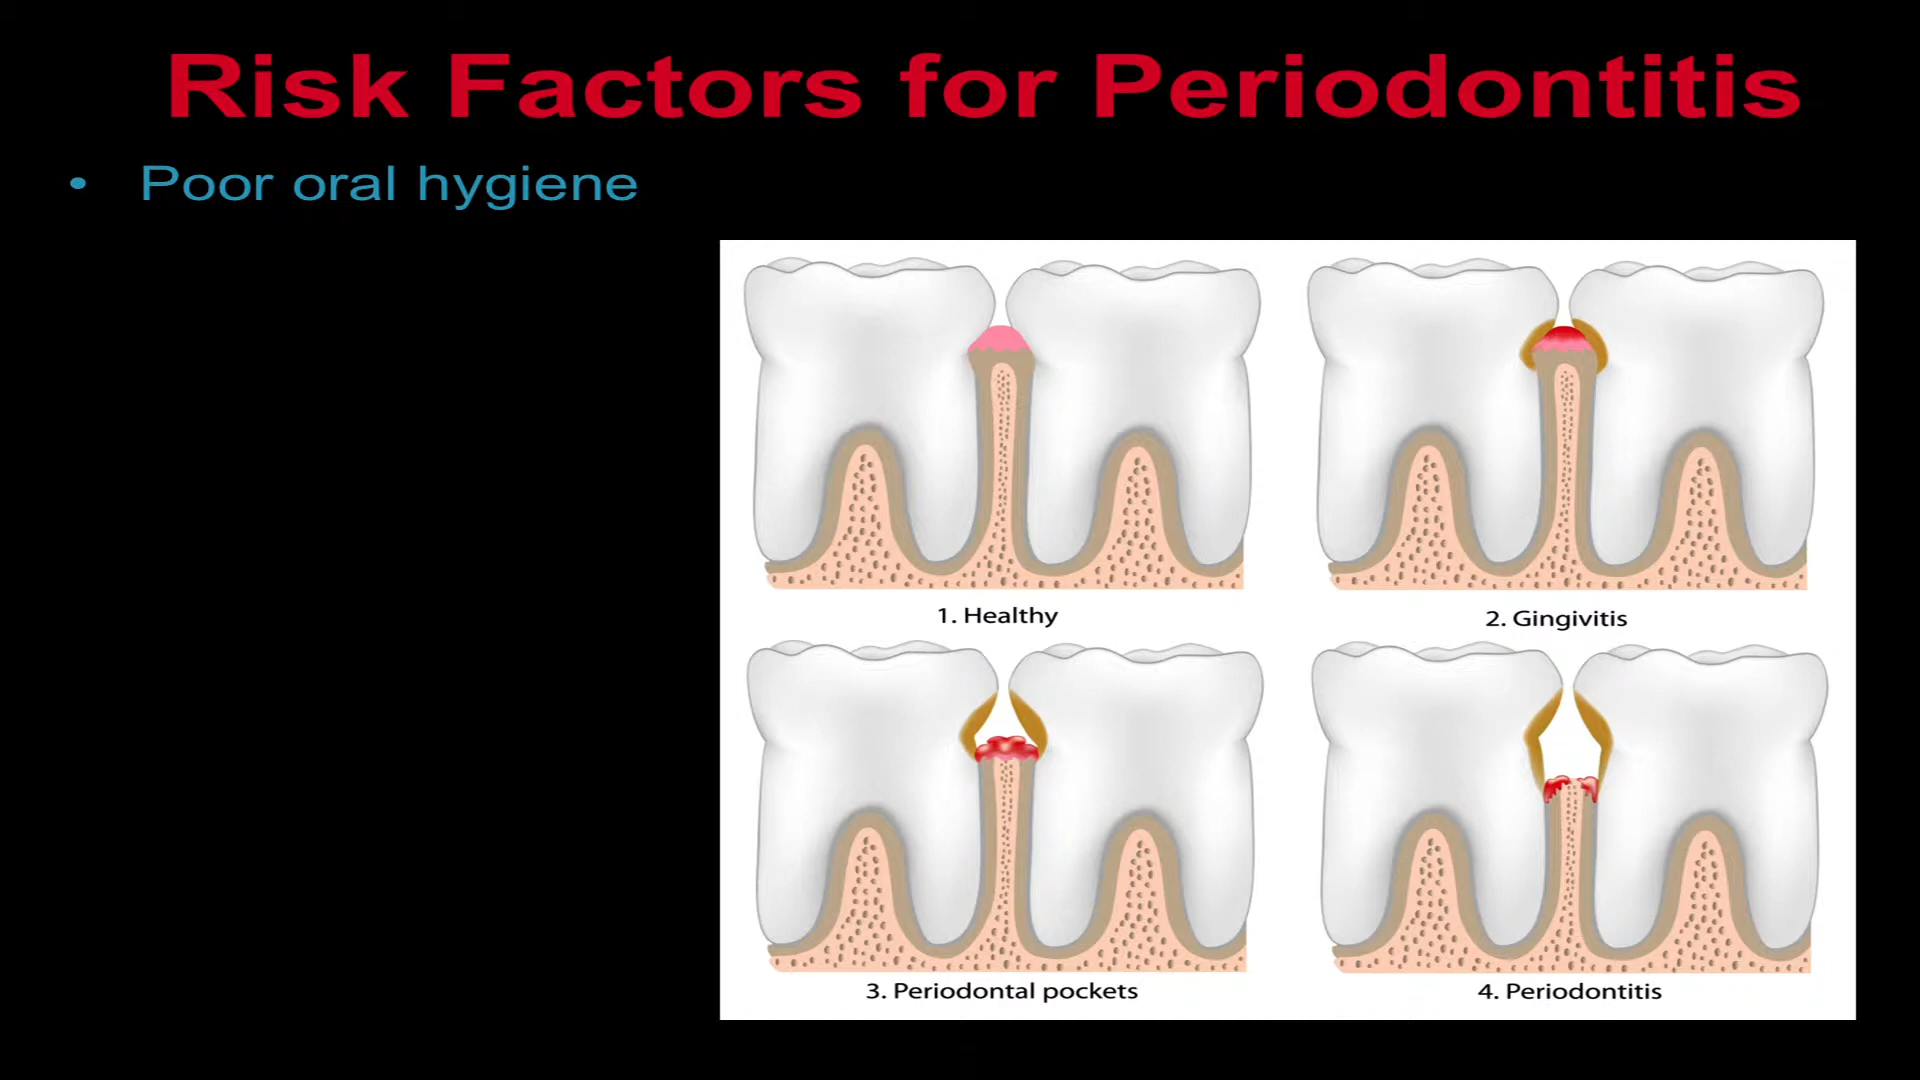 Risk Factors for Periodontitis
• Poor oral hygiene
1. Healthy
2. Gingivitis
3. Periodontal pockets
4. Periodontitis